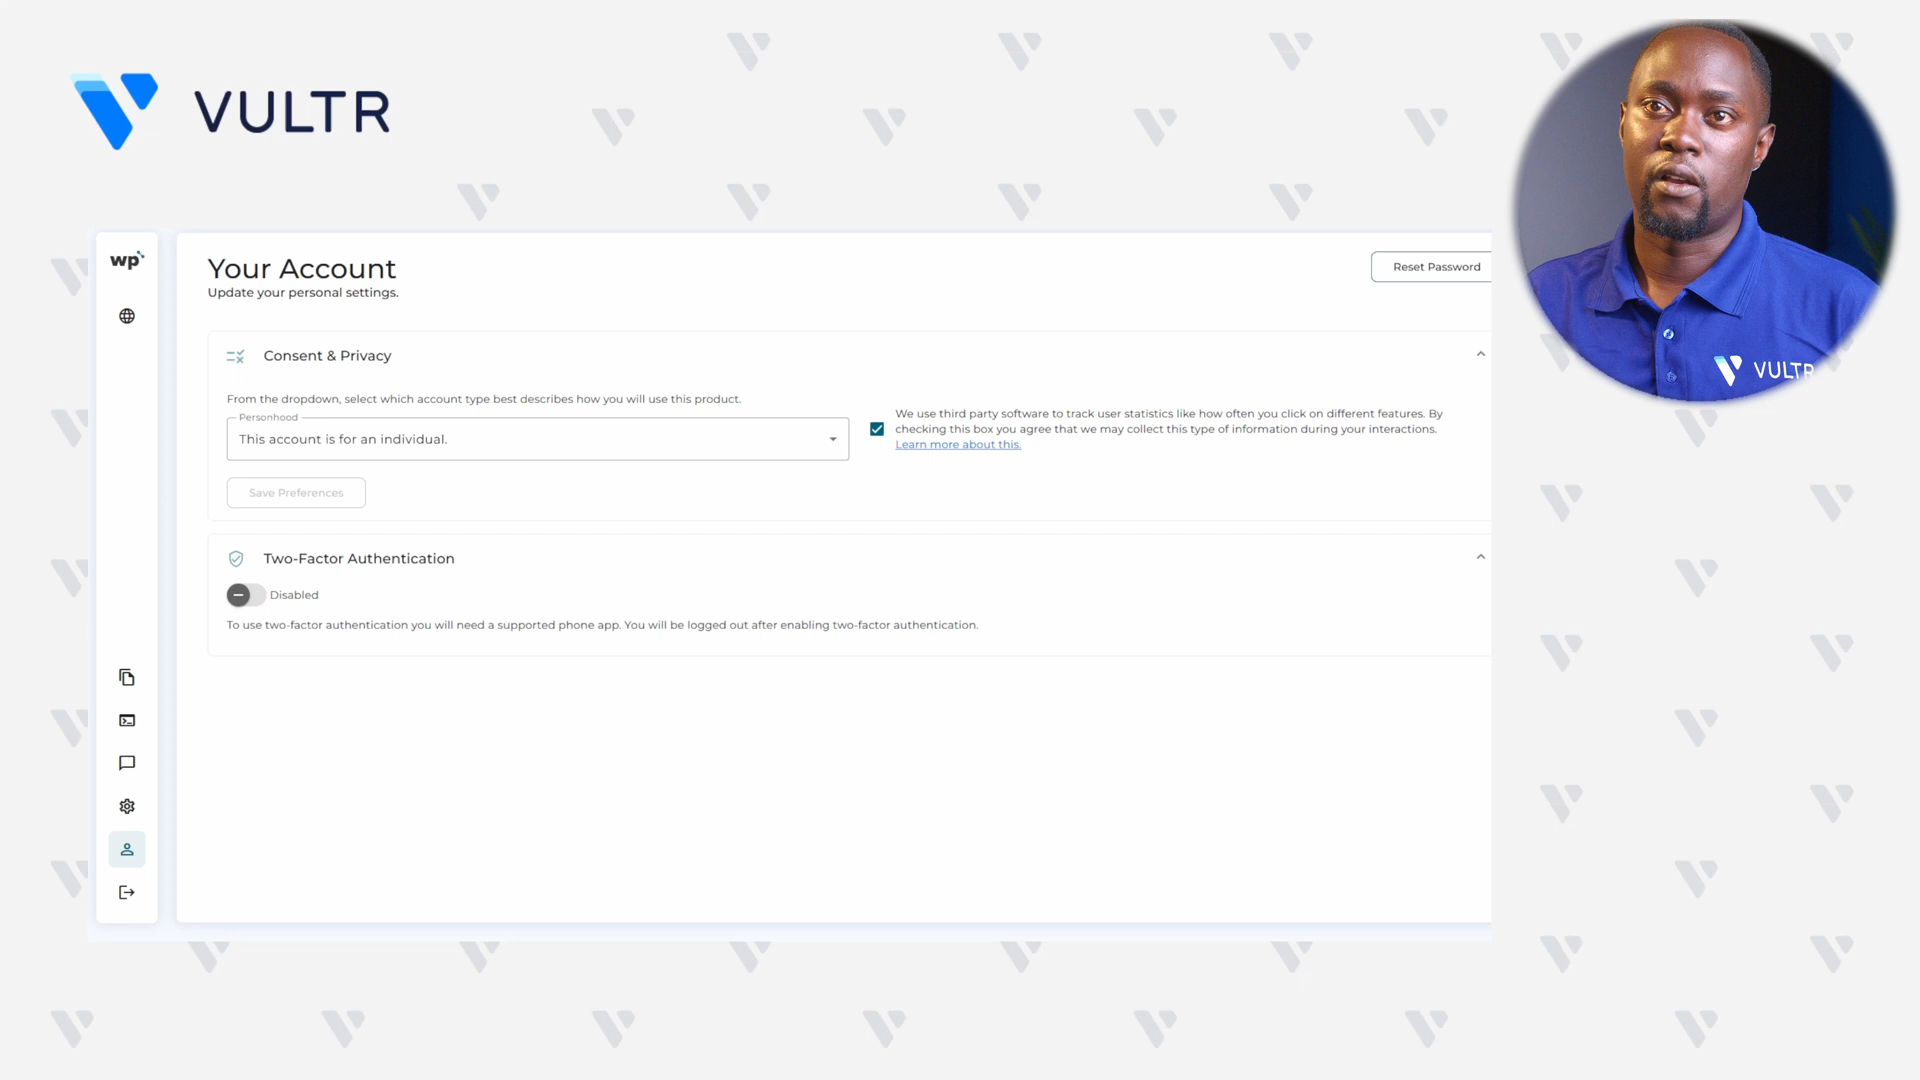 VULTR
wp
Your Account
Update your personal settings.
Reset Password
Consent & Privacy
From the dropdown, select which account type best describes how you will use this product.
Personhood
This account is for an individual.
We use third party software to track user statistics like how often you click on different features. By
checking this box you agree that we may collect this type of information during your interactions.
Learn more about this.
Save Preferences
Two-Factor Authentication
Disabled
To use two-factor authentication you will need a supported phone app. You will be logged out after enabling two-factor authentication.
VULTR